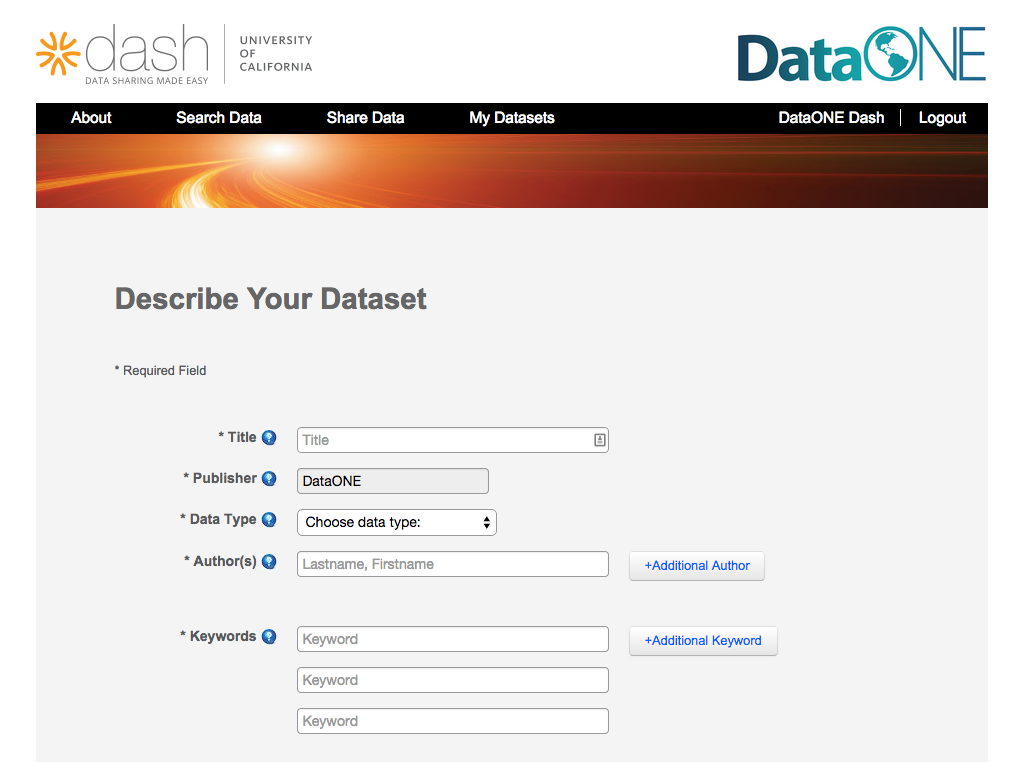 dash
DATA SHARING MADE EASY
UNIVERSITY
OF
CALIFORNIA
DataONE
About Search Data Share Data My Datasets DataONE Dash Logout
Describe Your Dataset
* Required Field
* Title ? Title
* Publisher ? DataONE
* Data Type ? Choose data type:
* Author(s) ? Lastname, Firstname +Additional Author
* Keywords ? Keyword +Additional Keyword
Keyword
Keyword